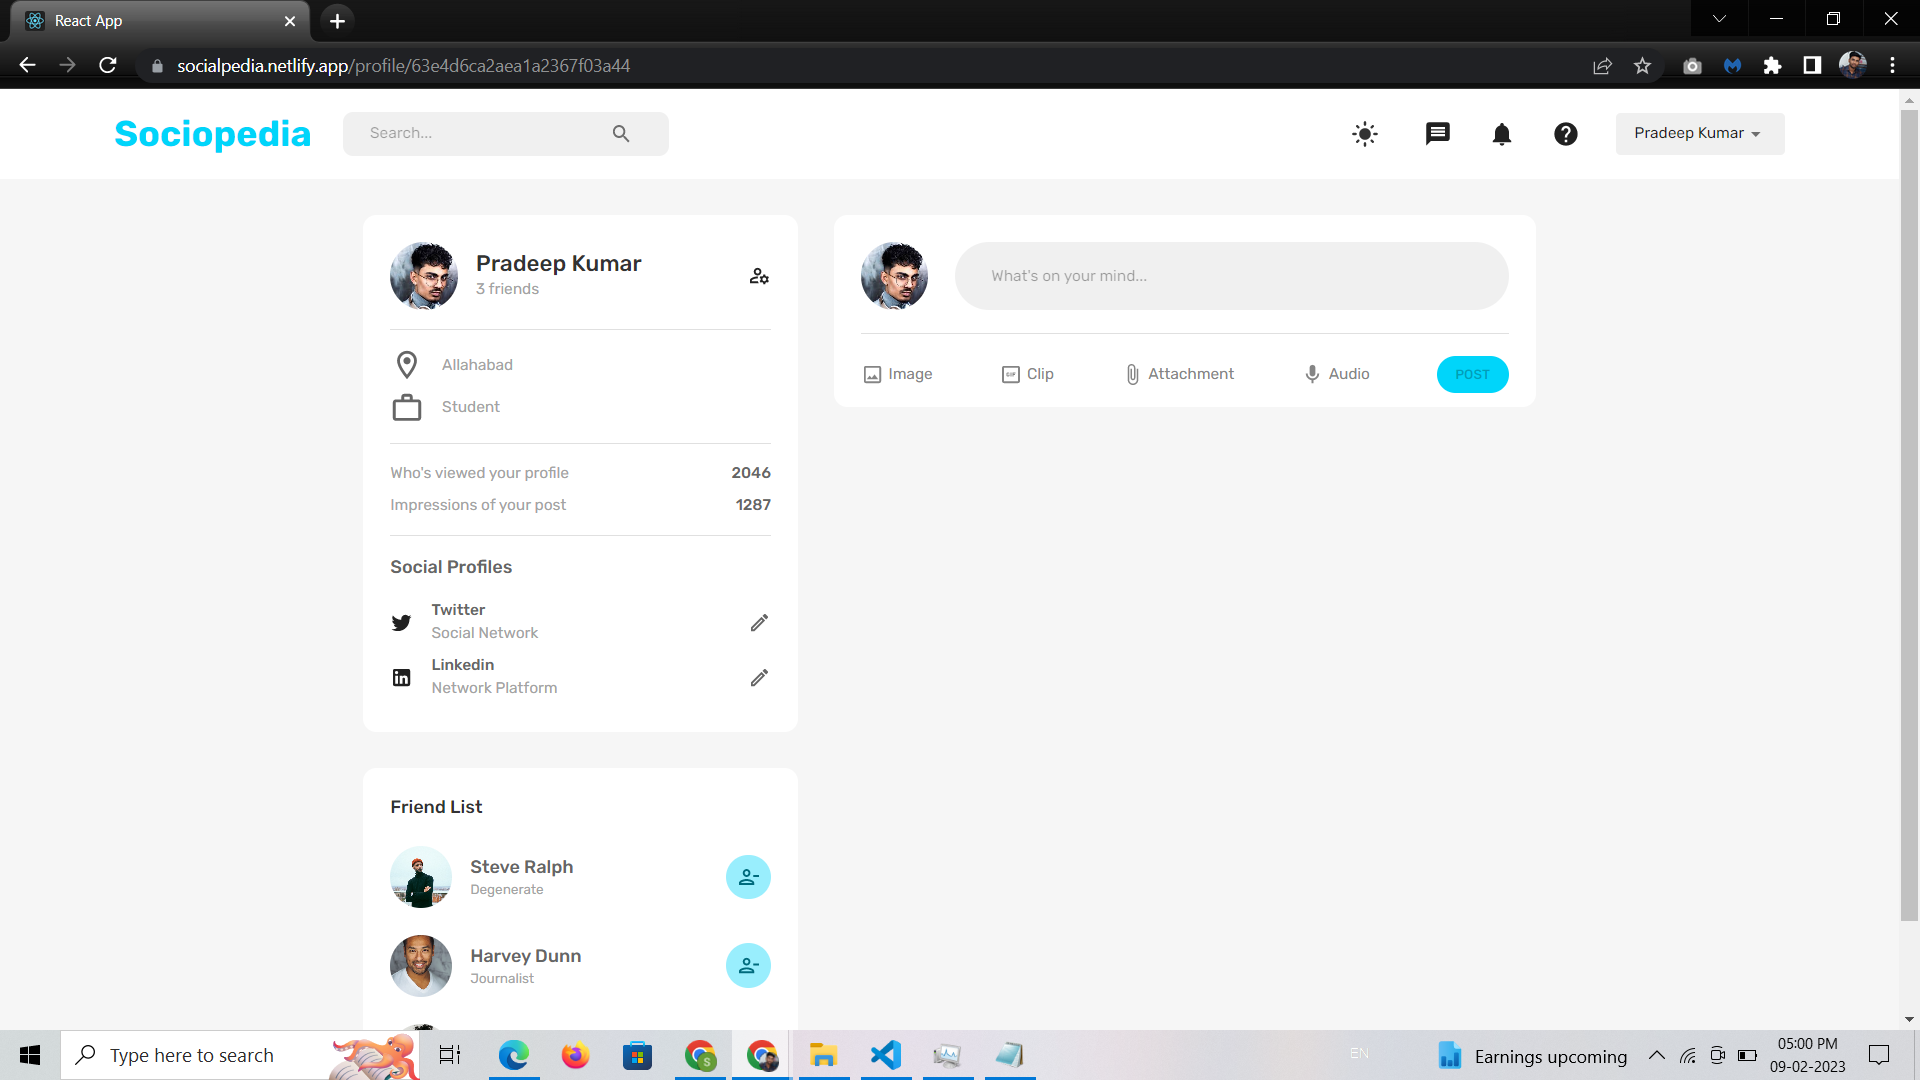 React App
socialpedia.netlify.app/profile/63e4d6ca2aea1a2367f03a44
Sociopedia
Search...
Pradeep Kumar
Pradeep Kumar
3 friends
Allahabad
Student
Who's viewed your profile 2046
Impressions of your post 1287
Social Profiles
Twitter
Social Network
Linkedin
Network Platform
What's on your mind...
Image
GIF
Clip
Attachment
Audio
POST
Friend List
Steve Ralph
Degenerate
Harvey Dunn
Journalist
Type here to search
S
EN
Earnings upcoming
05:00 PM
09-02-2023